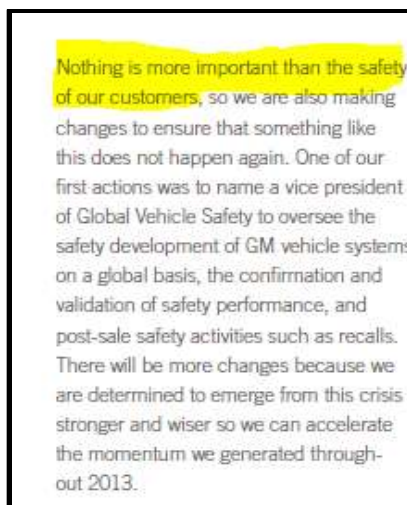 Nothing is more important than the safety
of our customers, so we are also making
changes to ensure that something like
this does not happen again. One of our
first actions was to name a vice president
of Global Vehicle Safety to oversee the
safety development of GM vehicle systems
on a global basis, the confirmation and
validation of safety performance, and
post-sale safety activities such as recalls.
There will be more changes because we
are determined to emerge from this crisis
stronger and wiser so we can accelerate
the momentum we generated through-
out 2013.